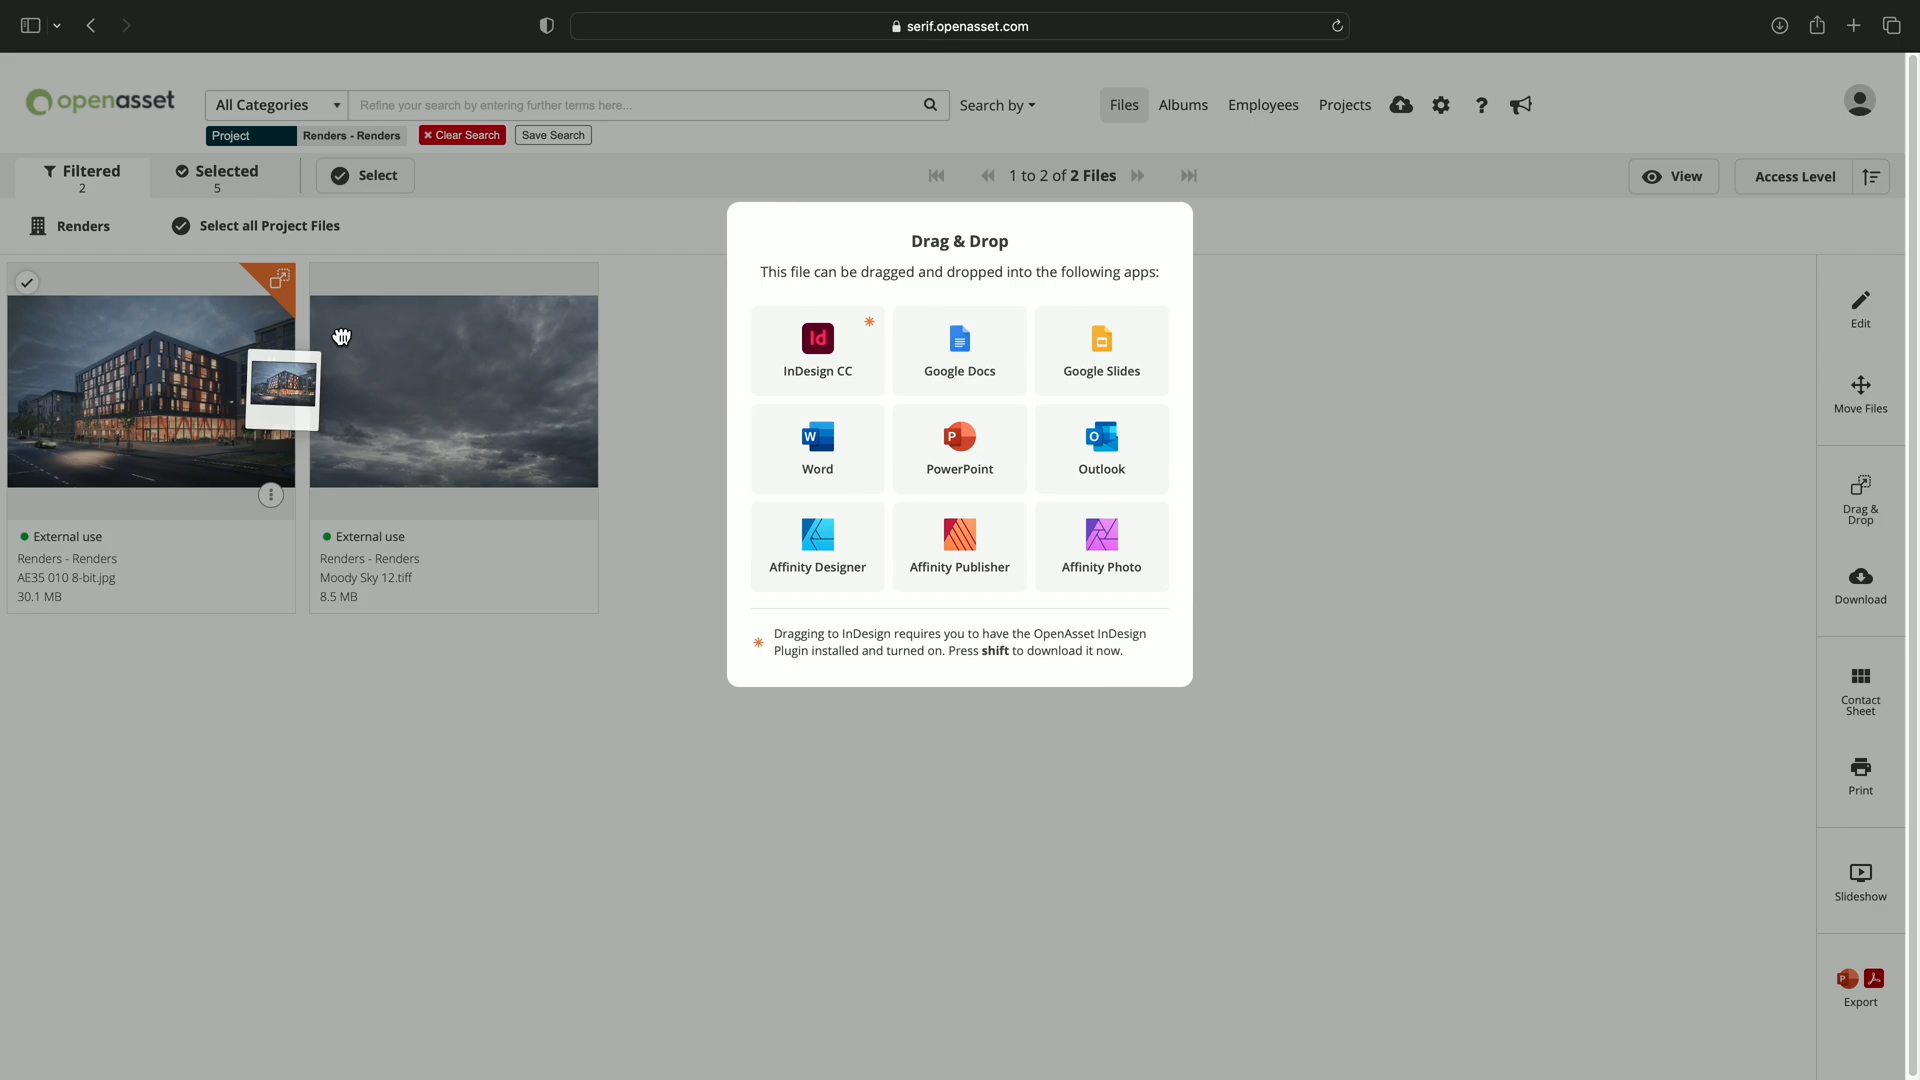 serif.openasset.com
openasset
All Categories
Refine your search by entering further terms here...
Search by
Files
Albums
Employees
Projects
?
Project
Renders - Renders
× Clear Search
Save Search
Filtered
2
Selected
5
Select
1 to 2 of 2 Files
View
Access Level
Renders
Select all Project Files
External use
Renders - Renders
AE35 010 8-bit.jpg
30.1 MB
External use
Renders - Renders
Moody Sky 12.tiff
8.5 MB
Drag & Drop
This file can be dragged and dropped into the following apps:
Id
InDesign CC
Google Docs
Google Slides
W
Word
P
PowerPoint
O
Outlook
Affinity Designer
Affinity Publisher
Affinity Photo
Dragging to InDesign requires you to have the OpenAsset InDesign
Plugin installed and turned on. Press shift to download it now.
Edit
Move Files
Drag &
Drop
Download
Contact
Sheet
Print
Slideshow
P
Export